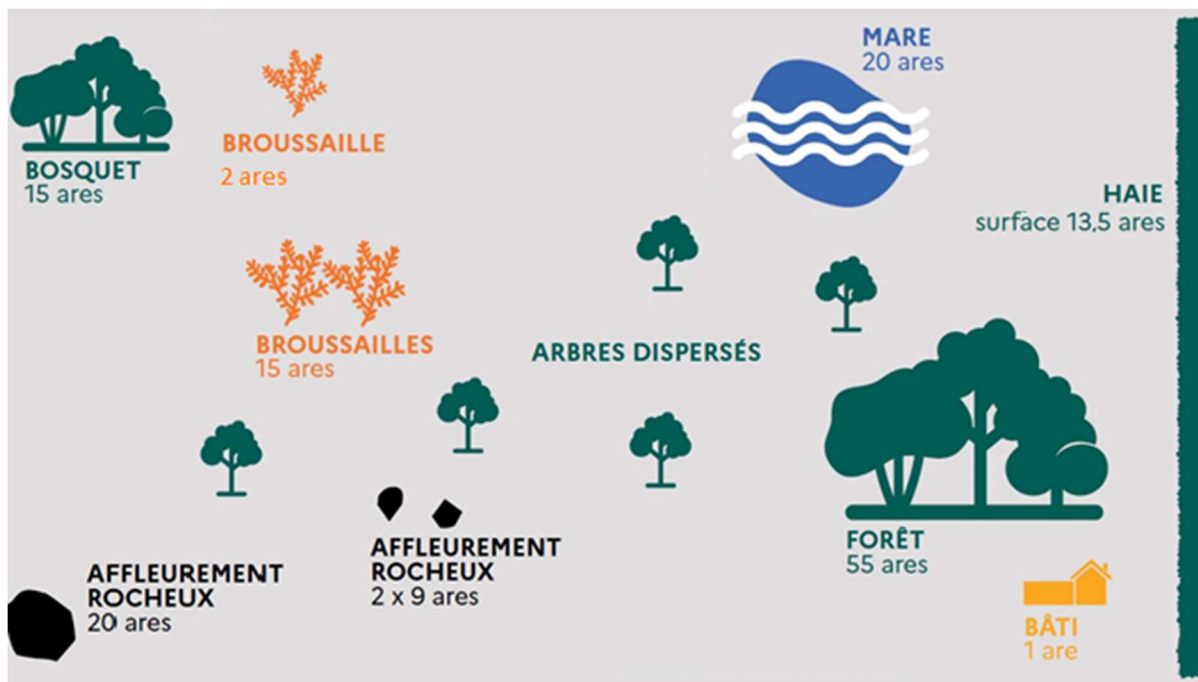 BOSQUET
15 ares
BROUSSAILLE
2 ares
MARE
20 ares
HAIE
surface 13,5 ares
BROUSSAILLES
15 ares
ARBRES DISPERSÉS
AFFLEUREMENT
ROCHEUX
20 ares
AFFLEUREMENT
ROCHEUX
2 x 9 ares
FORÊT
55 ares
BÂTI
1 are